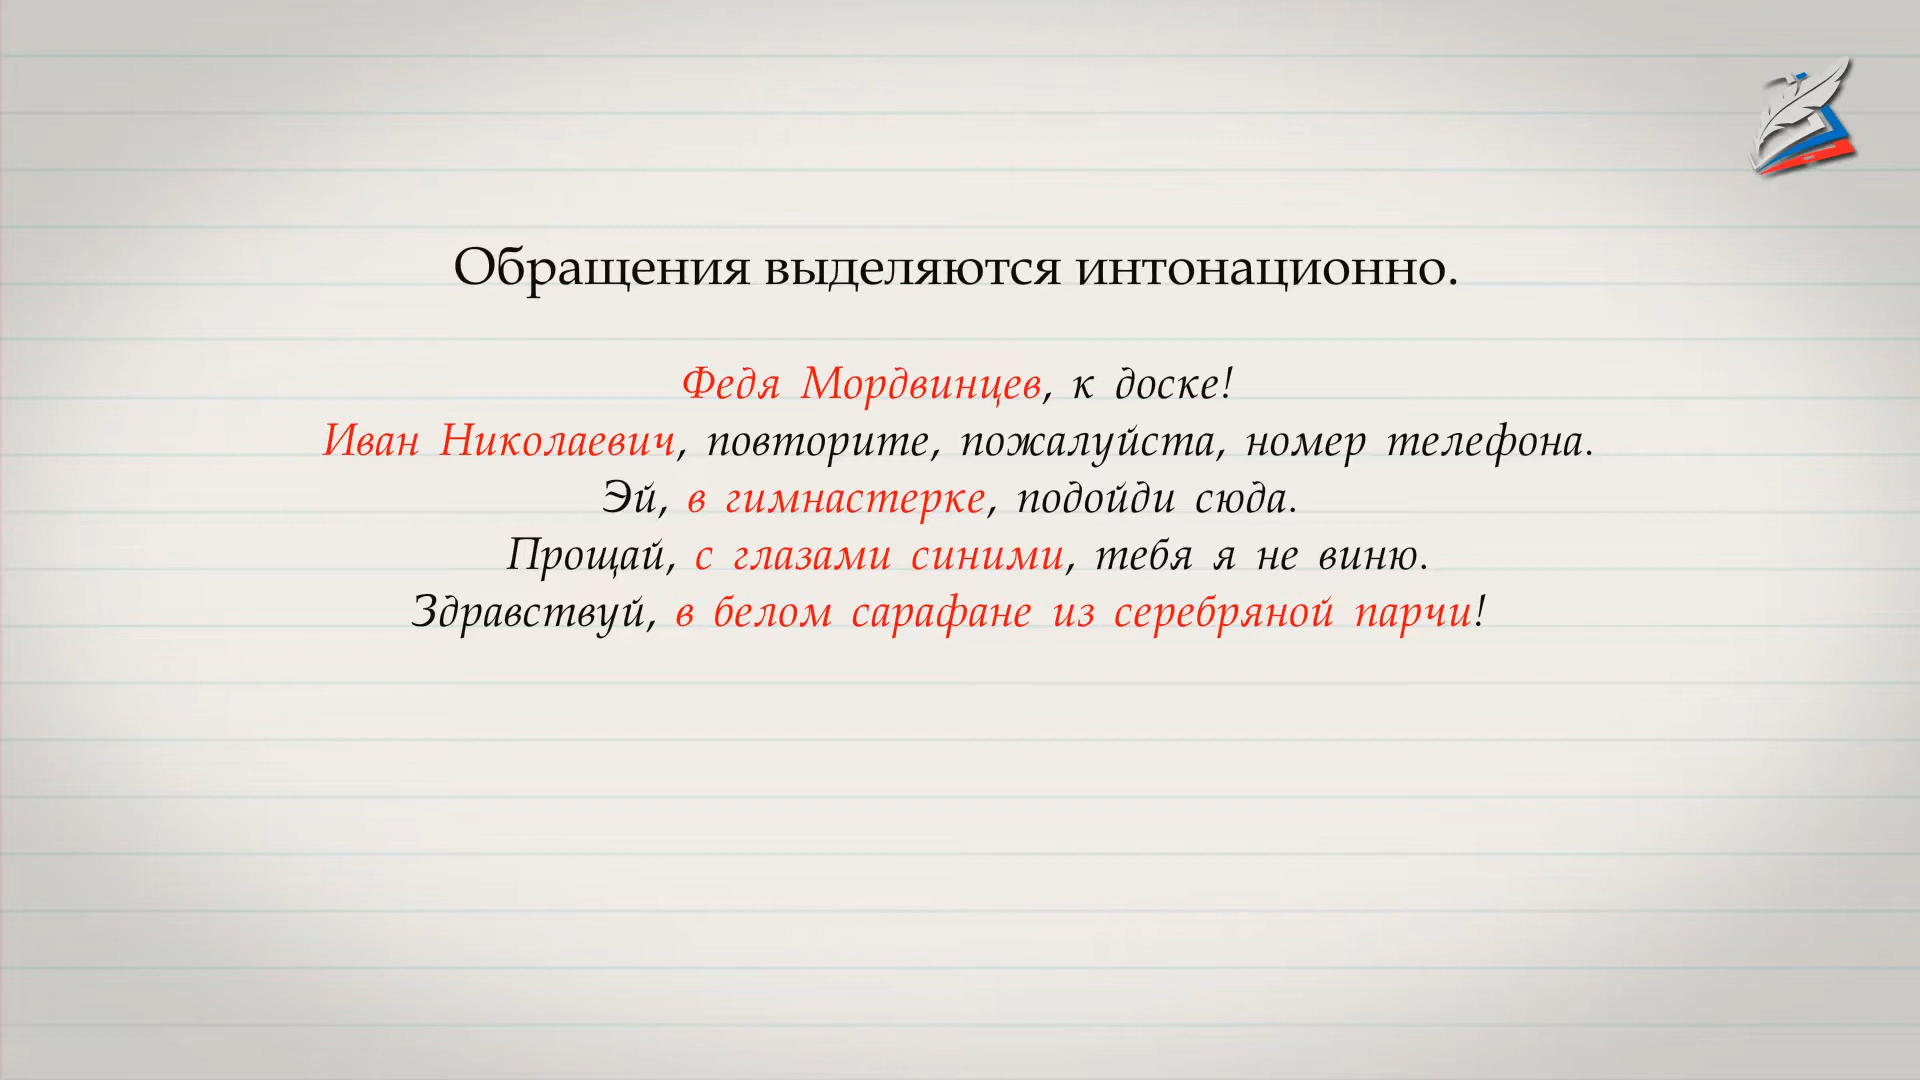 Обращения выделяются интонационно.
Федя Мордвинцев, к доске!
Иван Николаевич, повторите, пожалуйста, номер телефона.
Эй, в гимнастерке, подойди сюда.
Прощай, с глазами синими, тебя я не виню.
Здравствуй, в белом сарафане из серебряной парчи!